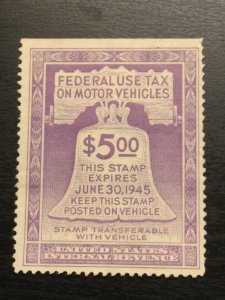 FEDERAL USE TAX
ON MOTOR VEHICLES
$5.00
THIS STAMP
EXPIRES
JUNE 30, 1945
KEEP THIS STAMP
POSTED ON VEHICLE
STAMP TRANSFERABLE
WITH VEHICLE
UNITED STATES
INTERNAL REVENUE